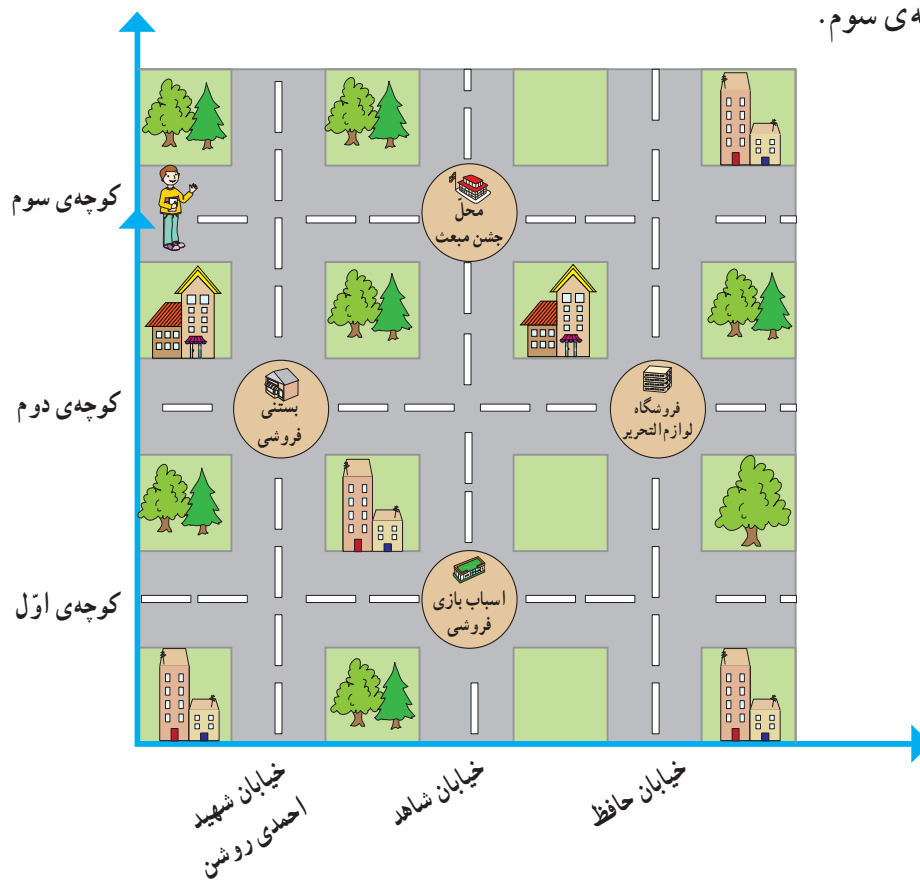 ه‌ی سوم.
کوچه‌ی سوم
محلّ
جشن مبعث
کوچه‌ی دوم
بستنی
فروشی
فروشگاه
لوازم‌التحریر
کوچه‌ی اوّل
اسباب بازی
فروشی
خیابان شهید
احمدی روشن
خیابان شاهد
خیابان حافظ